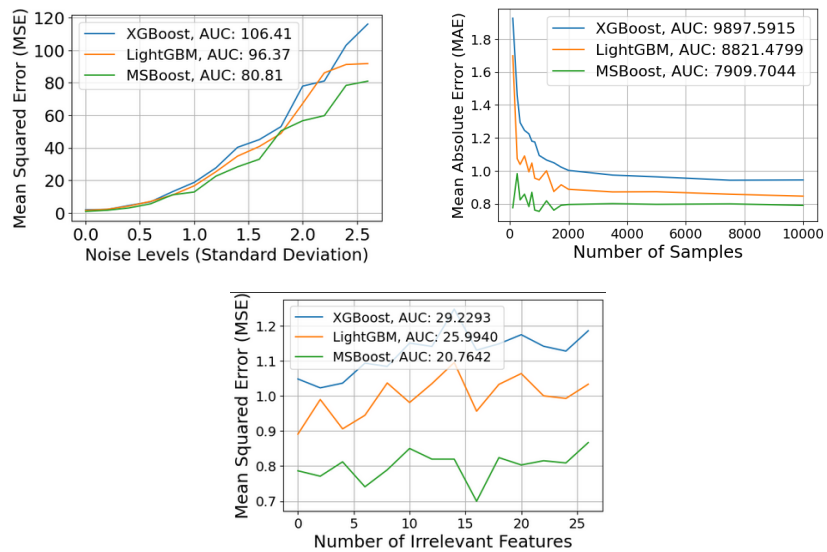 Mean Squared Error (MSE)
120
100
80
60
40
20
0
XGBoost, AUC: 106.41
LightGBM, AUC: 96.37
MSBoost, AUC: 80.81
0.0 0.5 1.0 1.5 2.0 2.5
Noise Levels (Standard Deviation)
Mean Absolute Error (MAE)
1.8
1.6
1.4
1.2
1.0
0.8
XGBoost, AUC: 9897.5915
LightGBM, AUC: 8821.4799
MSBoost, AUC: 7909.7044
0 2000 4000 6000 8000 10000
Number of Samples
Mean Squared Error (MSE)
1.2
1.1
1.0
0.9
0.8
0.7
XGBoost, AUC: 29.2293
LightGBM, AUC: 25.9940
MSBoost, AUC: 20.7642
0 5 10 15 20 25
Number of Irrelevant Features